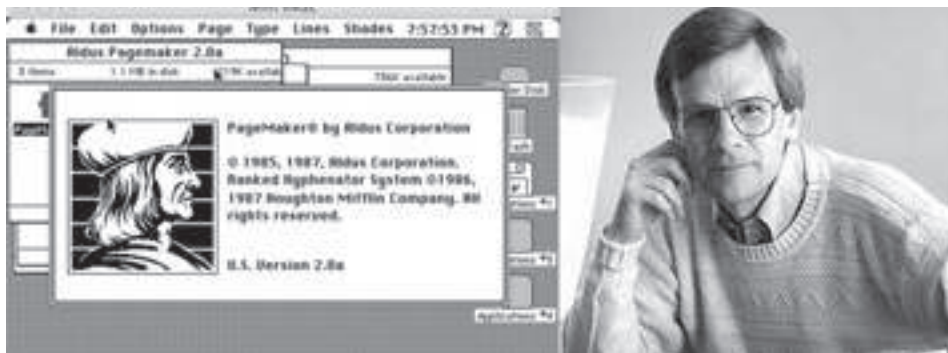 File Edit Options Page Type Lines Shades 2:57:53 PM
Aldus Pagemaker 2.0a
PageMaker® by Aldus Corporation
© 1985, 1987, Aldus Corporation.
Ranked Hyphenator System ©1986,
1987 Houghton Mifflin Company. All
rights reserved.
U.S. Version 2.0a